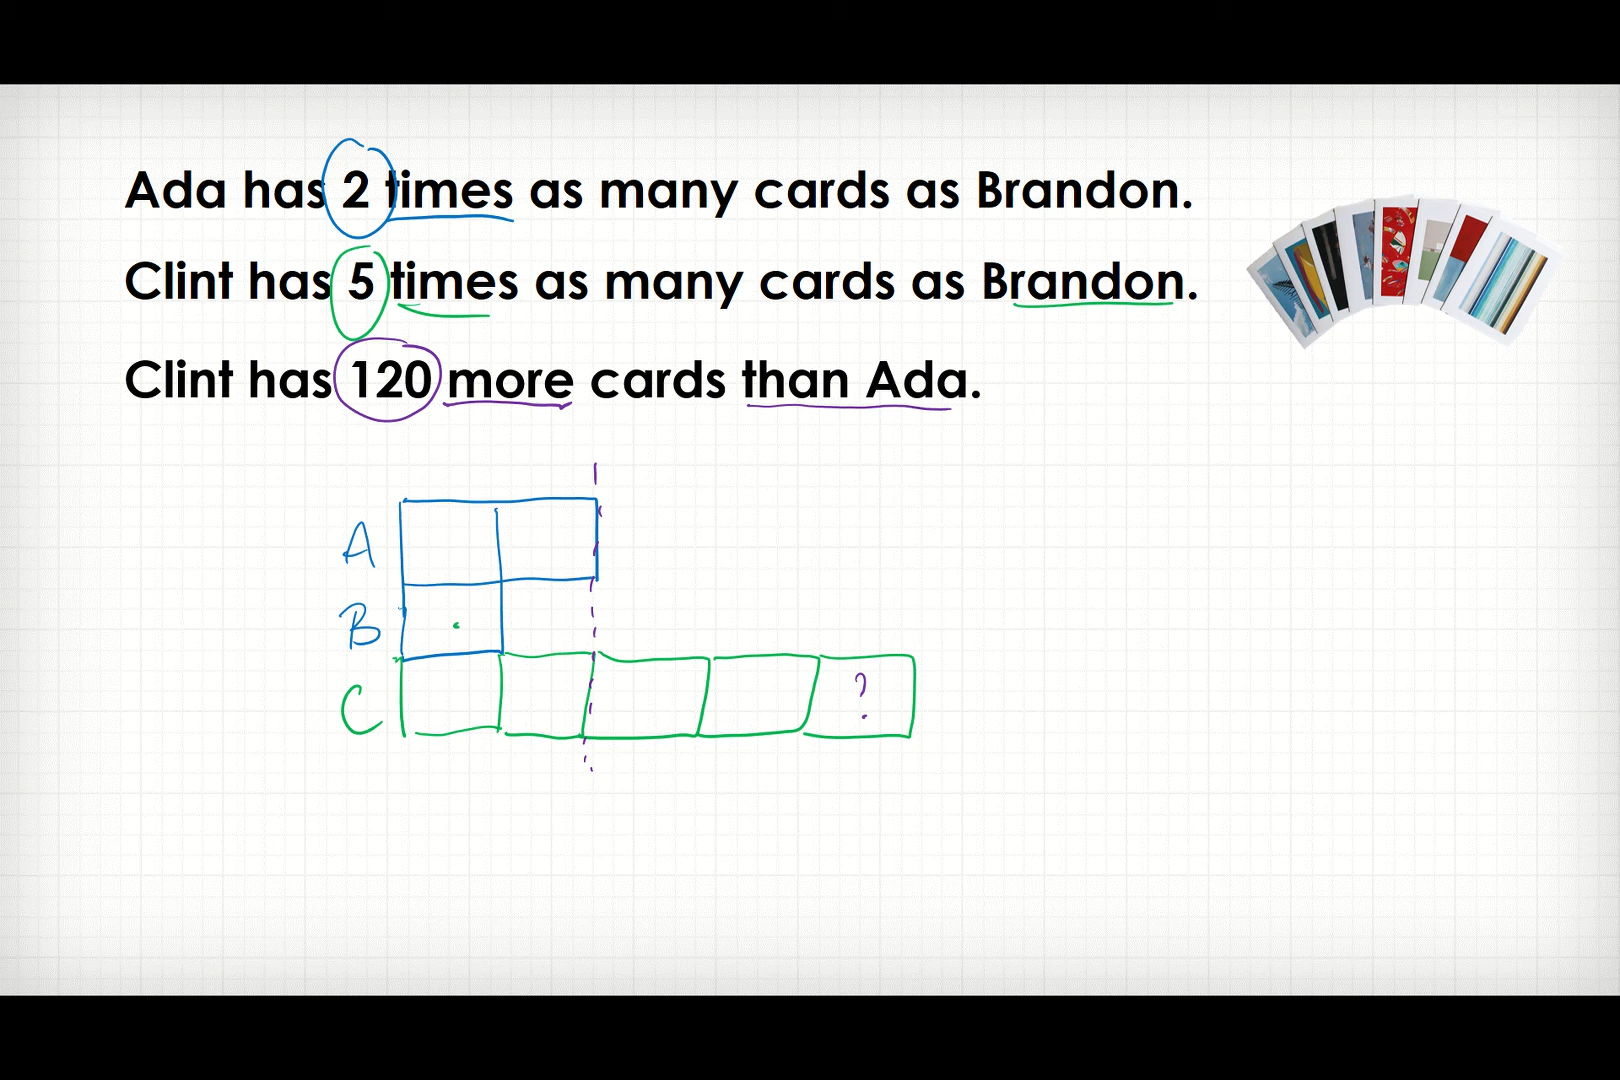 Ada has 2 times as many cards as Brandon.
Clint has 5 times as many cards as Brandon.
Clint has 120 more cards than Ada.
A
B
C
?